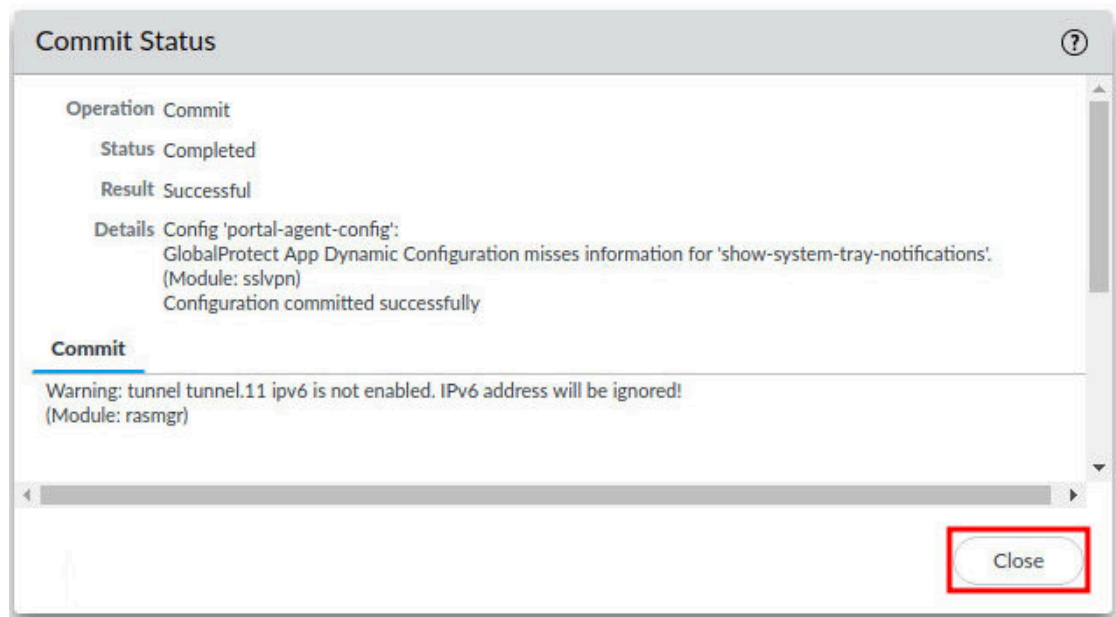 Commit Status
Operation Commit
Status Completed
Result Successful
Details Config 'portal-agent-config':
GlobalProtect App Dynamic Configuration misses information for 'show-system-tray-notifications'.
(Module: sslvpn)
Configuration committed successfully
Commit
Warning: tunnel tunnel.11 ipv6 is not enabled. IPv6 address will be ignored!
(Module: rasmgr)
Close